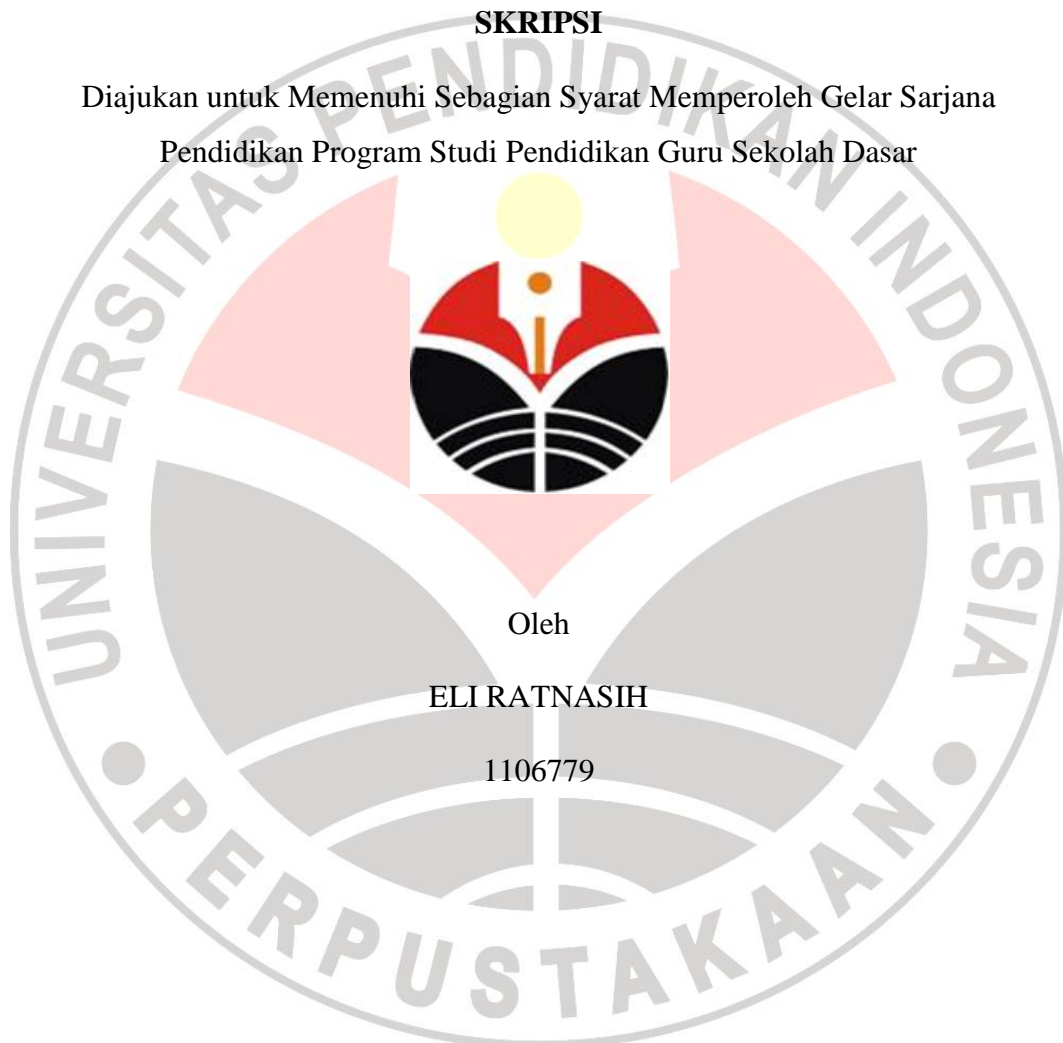 SKRIPSI
Diajukan untuk Memenuhi Sebagian Syarat Memperoleh Gelar Sarjana
Pendidikan Program Studi Pendidikan Guru Sekolah Dasar
UNIVERSITAS PENDIDIKAN INDONESIA
Oleh
ELI RATNASIH
1106779
PERPUSTAKAAN